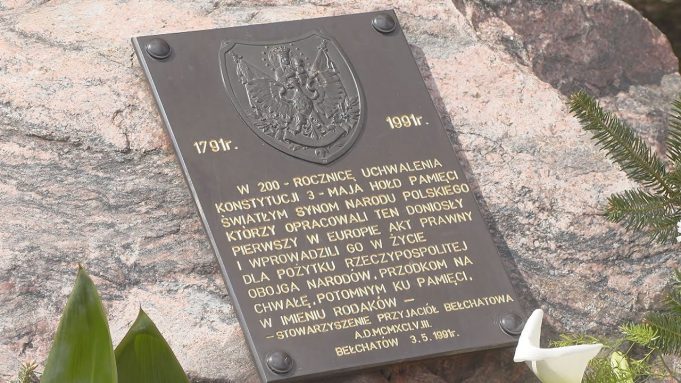 1791r. 1991r.
W 200-ROCZNICĘ UCHWALENIA
KONSTYTUCJI 3-MAJA HOŁD PAMIĘCI
ŚWIATŁYM SYNOM NARODU POLSKIEGO
KTÓRZY OPRACOWALI TEN DONIOSŁY
PIERWSZY W EUROPIE AKT PRAWNY
I WPROWADZILI GO W ŻYCIE
DLA POŻYTKU RZECZYPOSPOLITEJ
OBOJGA NARODÓW, PRZODKOM NA
CHWAŁĘ, POTOMNYM KU PAMIĘCI,
W IMIENIU RODAKÓW —
— STOWARZYSZENIE PRZYJACIÓŁ BEŁCHATOWA
A.D.MCMXCI.V.III.
BEŁCHATÓW 3.5.1991r.